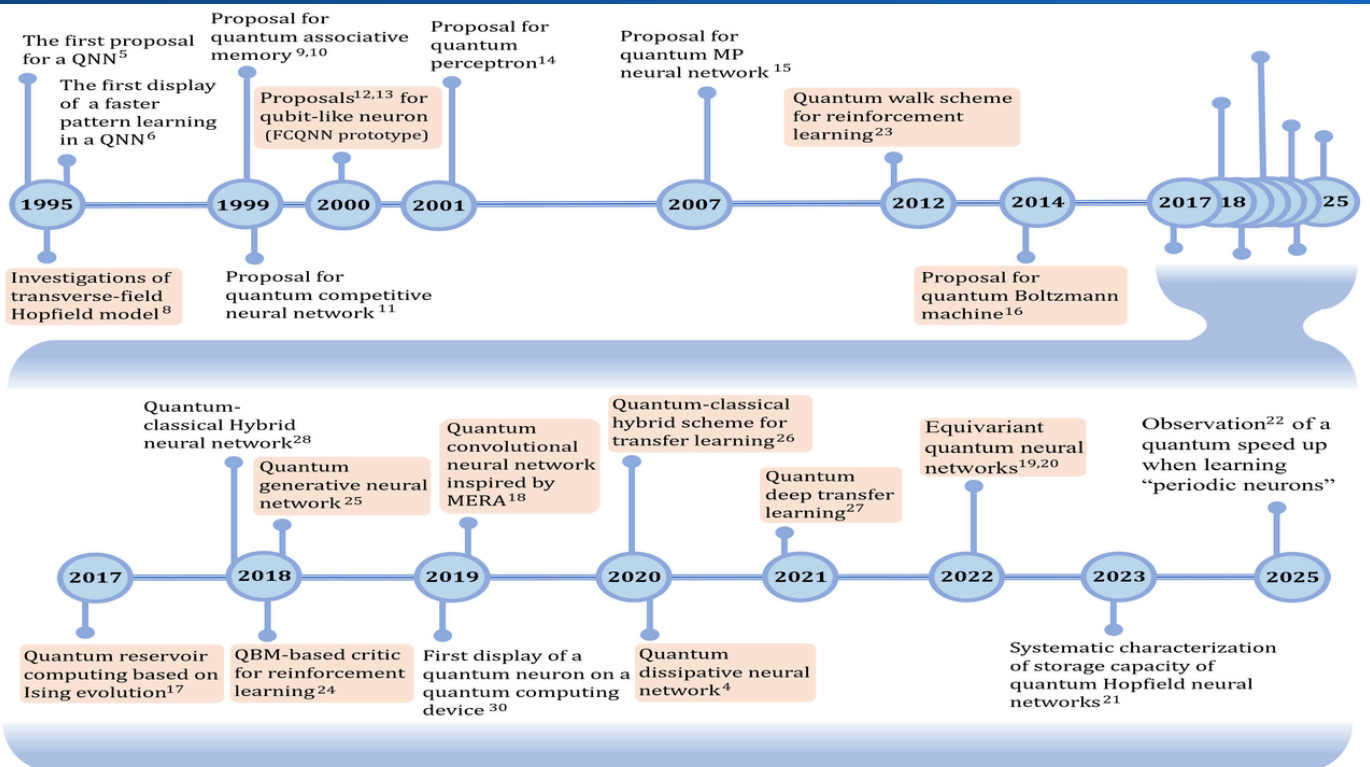 The first proposal
for a QNN5
The first display
of a faster
pattern learning
in a QNN6
Proposal for
quantum associative
memory 9,10
Proposals12,13 for
qubit-like neuron
(FCQNN prototype)
Proposal for
quantum
perceptron14
Proposal for
quantum MP
neural network 15
Quantum walk scheme
for reinforcement
learning23
1995
1999
2000
2001
2007
2012
2014
2017
18
25
Investigations of
transverse-field
Hopfield model8
Proposal for
quantum competitive
neural network 11
Proposal for
quantum Boltzmann
machine16
Quantum-
classical Hybrid
neural network28
Quantum
generative neural
network 25
Quantum
convolutional
neural network
inspired by
MERA18
Quantum-classical
hybrid scheme for
transfer learning26
Quantum
deep transfer
learning27
Equivariant
quantum neural
networks19,20
Observation22 of a
quantum speed up
when learning
“periodic neurons”
2017
2018
2019
2020
2021
2022
2023
2025
Quantum reservoir
computing based on
Ising evolution17
QBM-based critic
for reinforcement
learning24
First display of a
quantum neuron on a
quantum computing
device 30
Quantum
dissipative neural
network4
Systematic characterization
of storage capacity of
quantum Hopfield neural
networks21